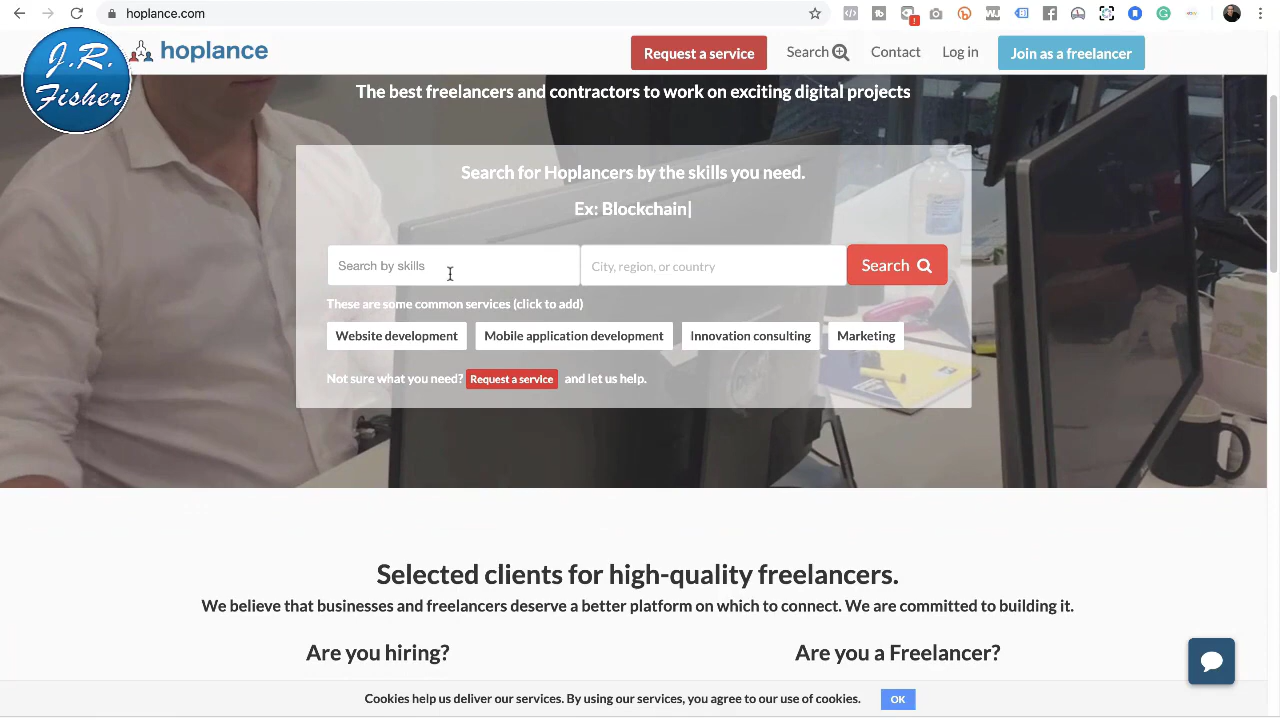 hoplance.com
J.R.
Fisher
hoplance
Request a service
Search
Contact
Log in
Join as a freelancer
The best freelancers and contractors to work on exciting digital projects
Search for Hoplancers by the skills you need.
Ex: Blockchain|
Search by skills
City, region, or country
Search
These are some common services (click to add)
Website development
Mobile application development
Innovation consulting
Marketing
Not sure what you need? Request a service and let us help.
Selected clients for high-quality freelancers.
We believe that businesses and freelancers deserve a better platform on which to connect. We are committed to building it.
Are you hiring?
Are you a Freelancer?
Cookies help us deliver our services. By using our services, you agree to our use of cookies.
OK